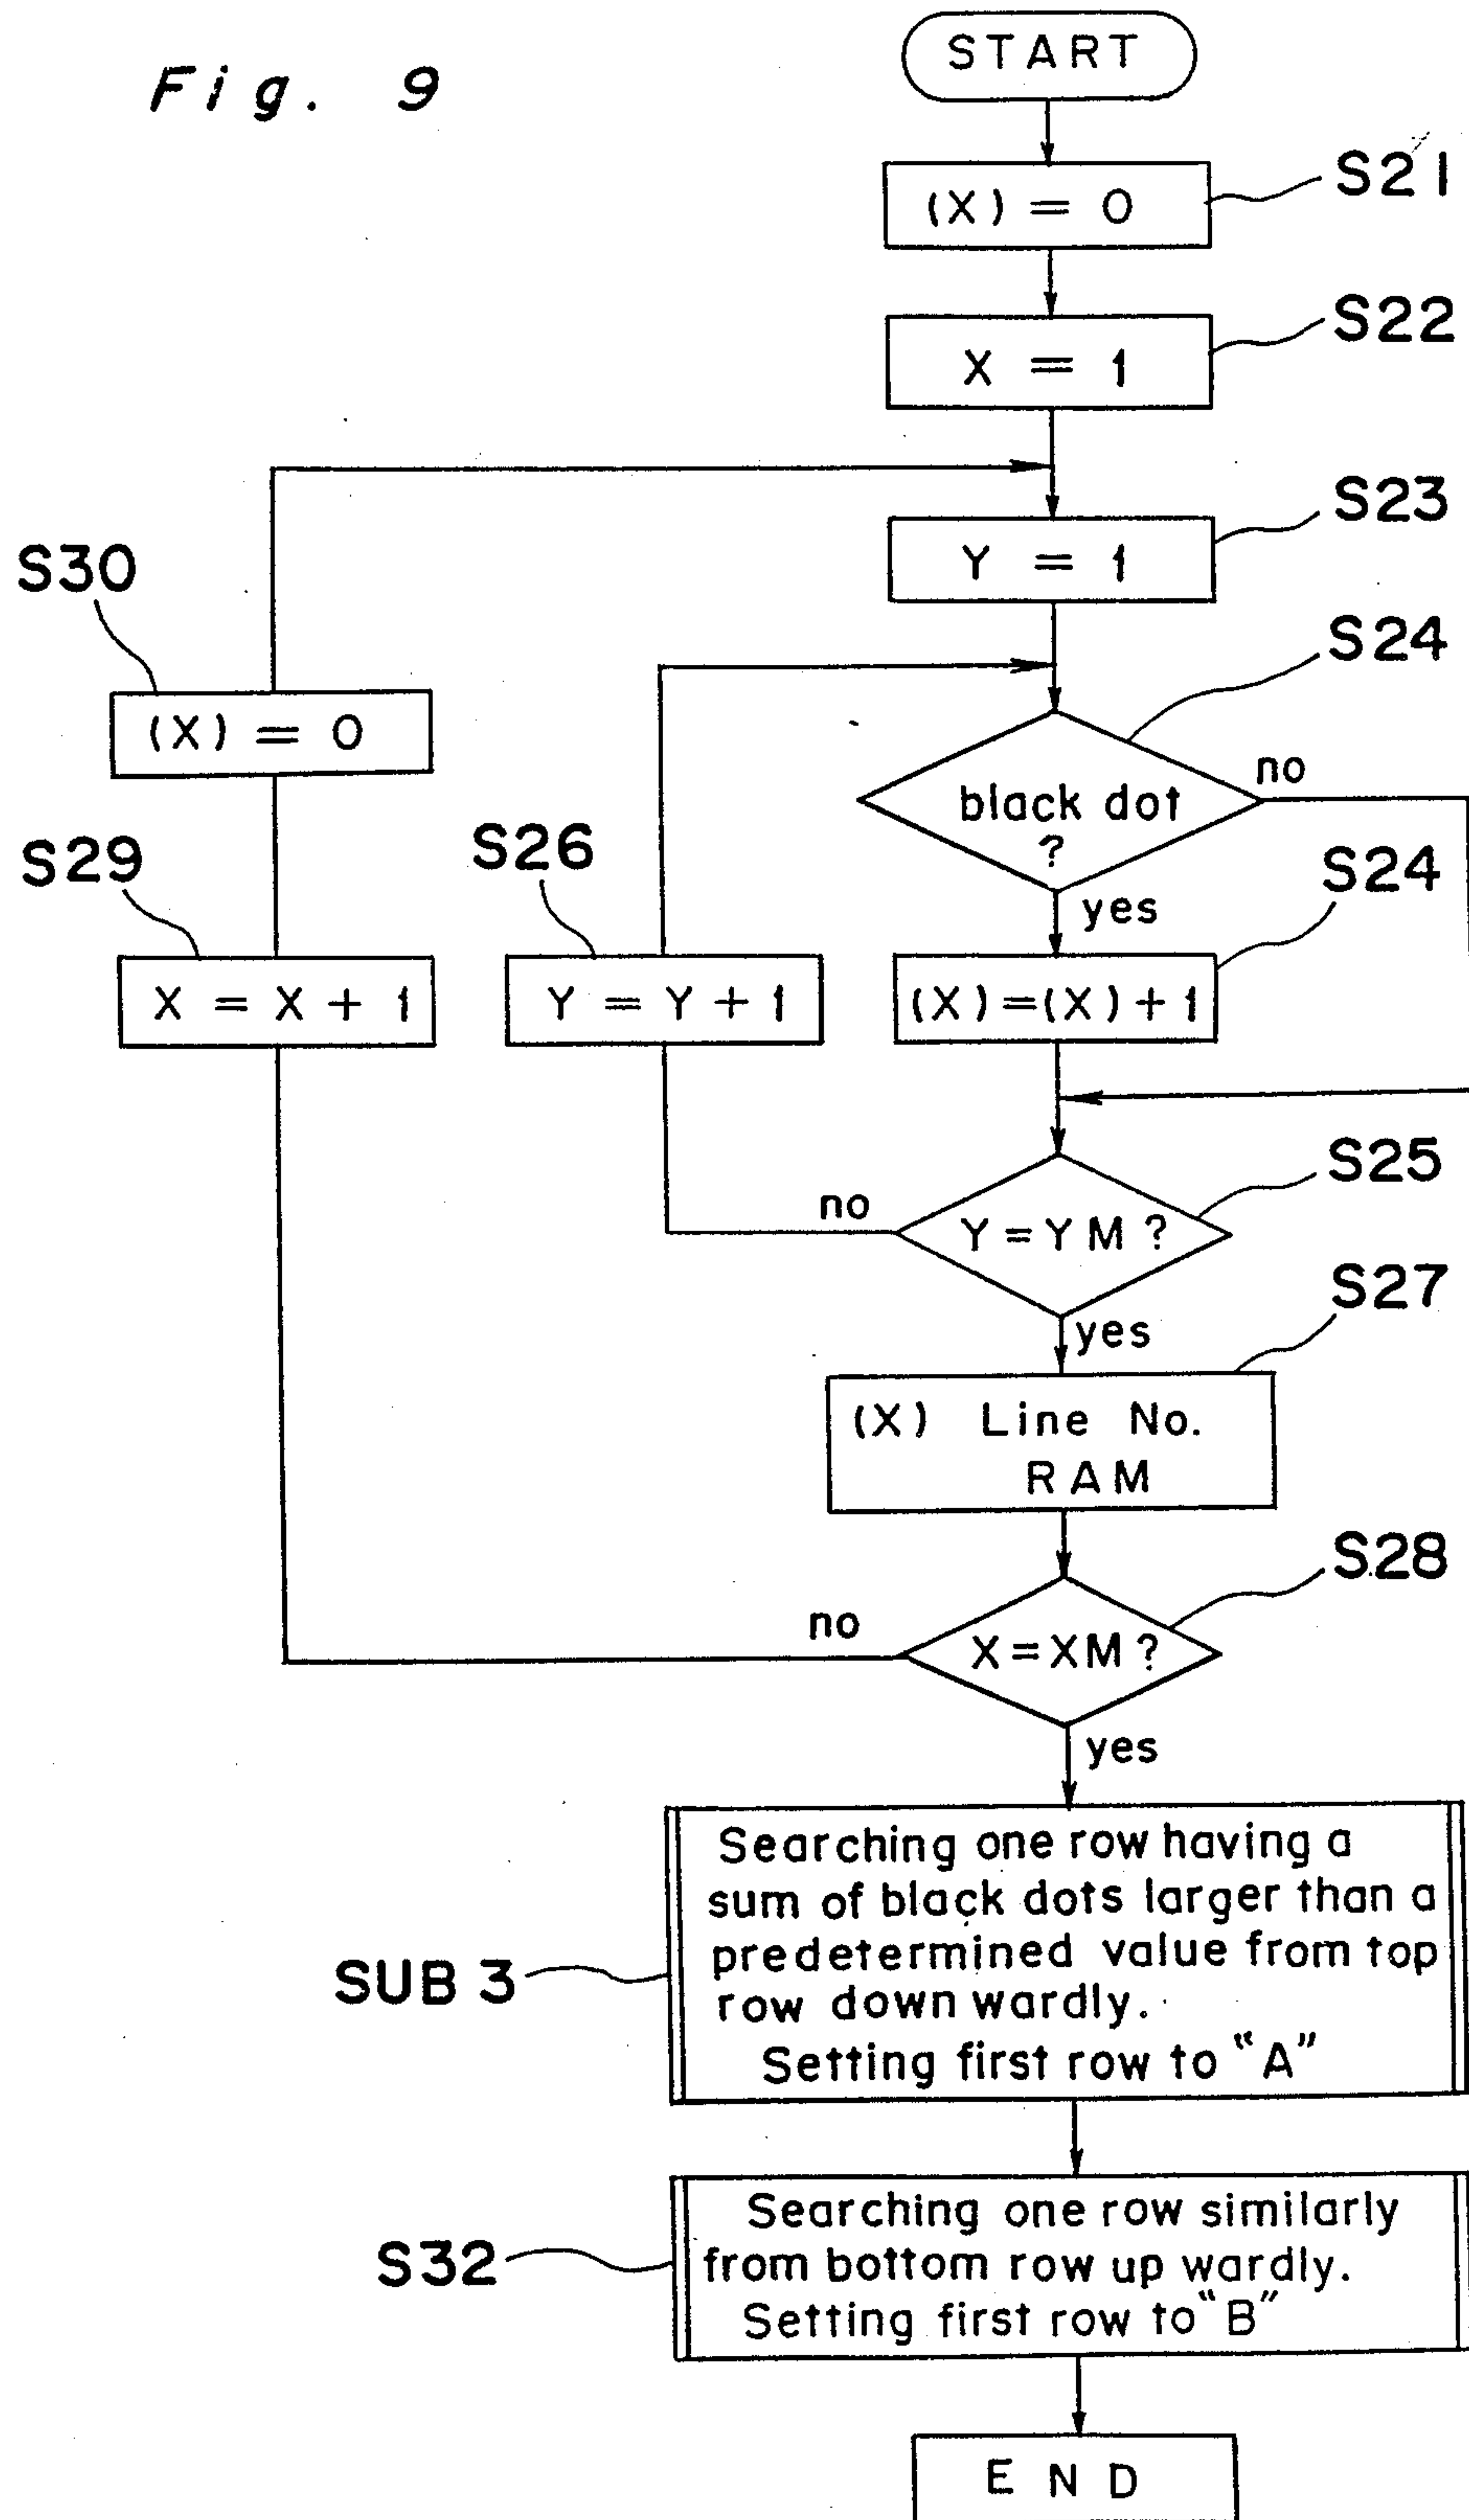 Fig. 9
START
S21
(X) = 0
S22
X = 1
S23
Y = 1
S30
S24
(X) = 0
no
black dot
?
S29
S26
S24
yes
X = X + 1
Y = Y + 1
(X)=(X)+1
S25
no
Y=YM?
S27
yes
(X) Line No.
RAM
S28
no
X=XM?
yes
Searching one row having a
sum of black dots larger than a
predetermined value from top
SUB 3
row down wardly.
Setting first row to "A"
Searching one row similarly
S32
from bottom row up wardly.
Setting first row to "B"
END